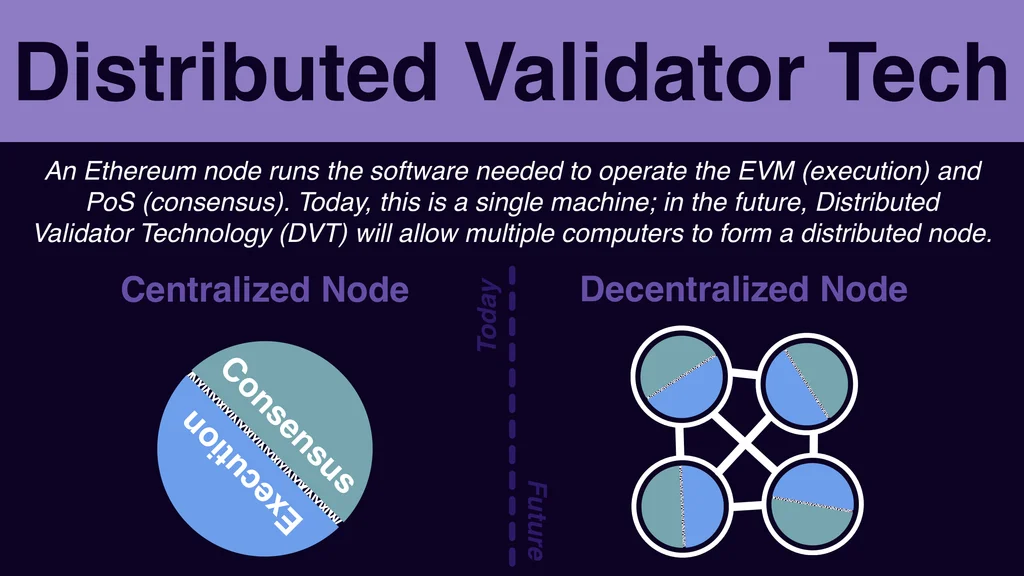 Distributed Validator Tech
An Ethereum node runs the software needed to operate the EVM (execution) and
PoS (consensus). Today, this is a single machine; in the future, Distributed
Validator Technology (DVT) will allow multiple computers to form a distributed node.
Centralized Node
Consensus
Execution
Today
Future
Decentralized Node